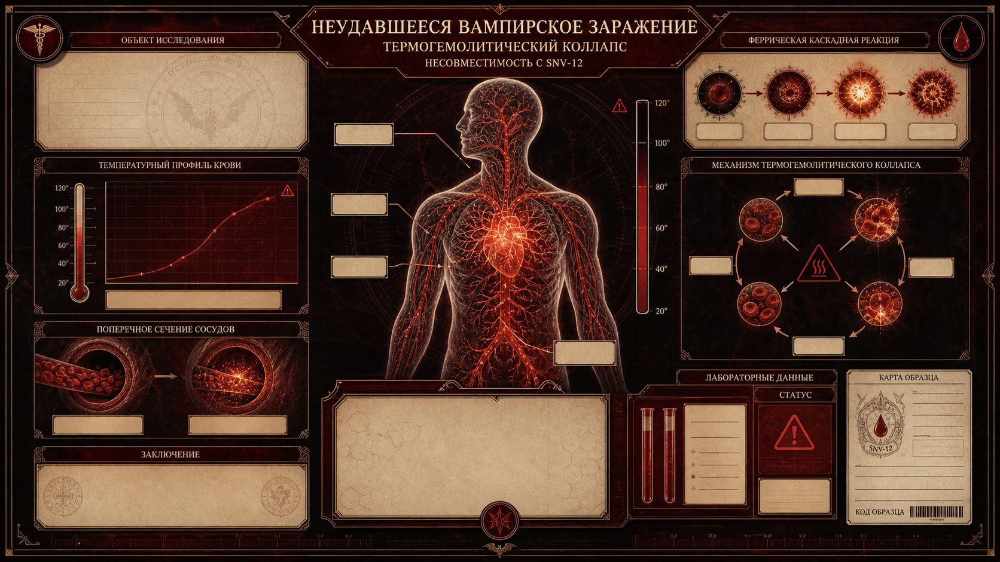 НЕУДАВШЕЕСЯ ВАМПИРСКОЕ ЗАРАЖЕНИЕ
ТЕРМОГЕМОЛИТИЧЕСКИЙ КОЛЛАПС
НЕСОВМЕСТИМОСТЬ С SNV-12
ОБЪЕКТ ИССЛЕДОВАНИЯ
ТЕМПЕРАТУРНЫЙ ПРОФИЛЬ КРОВИ
120°
100°
80°
60°
40°
20°
ПОПЕРЕЧНОЕ СЕЧЕНИЕ СОСУДОВ
ЗАКЛЮЧЕНИЕ
120°
100°
80°
60°
40°
20°
ФЕРРИЧЕСКАЯ КАСКАДНАЯ РЕАКЦИЯ
МЕХАНИЗМ ТЕРМОГЕМОЛИТИЧЕСКОГО КОЛЛАПСА
ЛАБОРАТОРНЫЕ ДАННЫЕ
СТАТУС
КАРТА ОБРАЗЦА
SNV-12
КОД ОБРАЗЦА